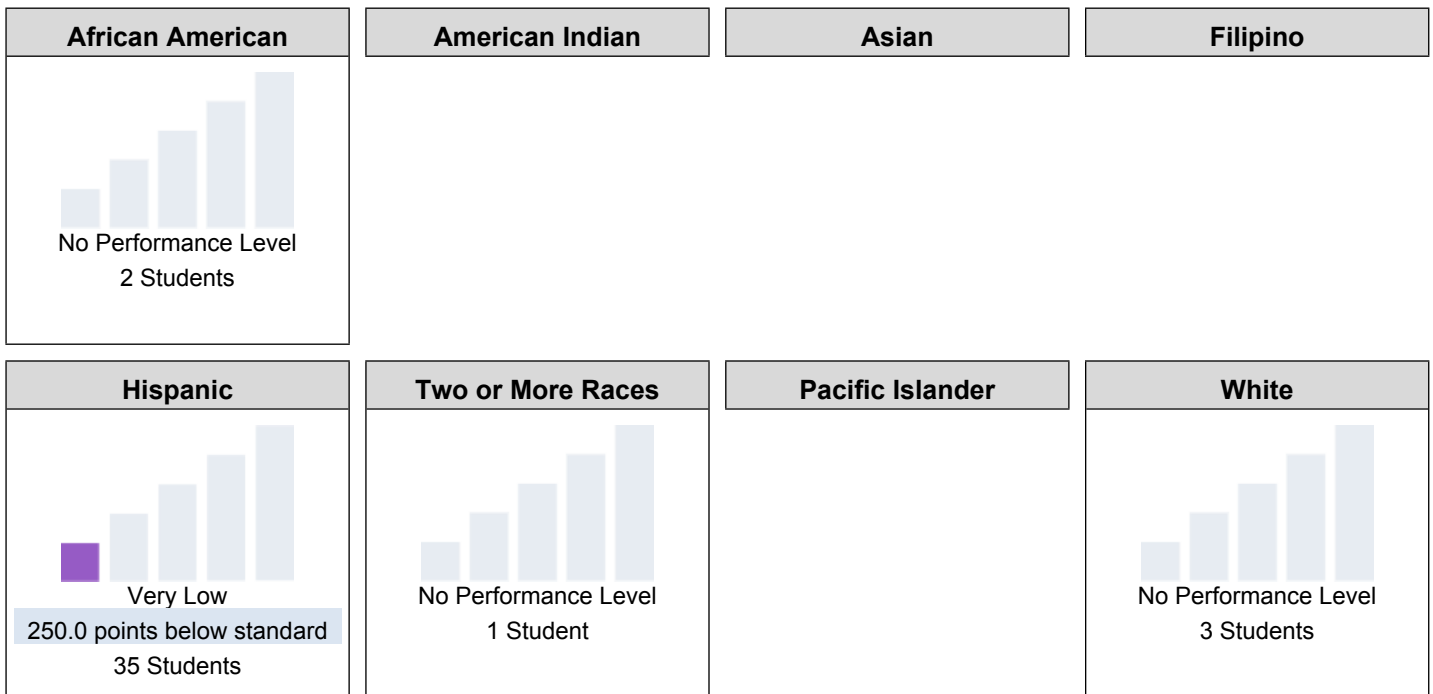 African American
American Indian
Asian
Filipino
No Performance Level
2 Students
Hispanic
Two or More Races
Pacific Islander
White
Very Low
250.0 points below standard
35 Students
No Performance Level
1 Student
No Performance Level
3 Students